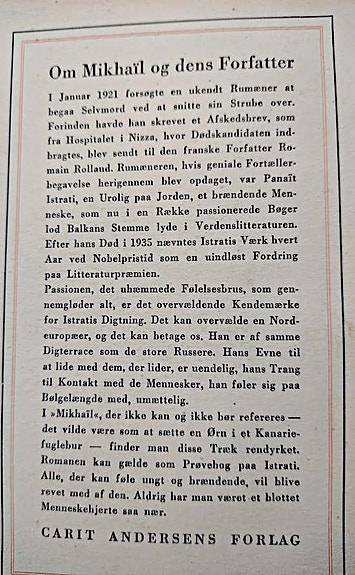 Om Mikhaïl og dens Forfatter
I Januar 1921 forsøgte en ukendt Rumæner at
begaa Selvmord ved at snitte sin Strube over.
Forinden havde han skrevet et Afskedsbrev, som
fra Hospitalet i Nizza, hvor Dødskandidaten ind-
bragtes, blev sendt til den franske Forfatter Ro-
main Rolland. Rumæneren, hvis geniale Fortæller-
begavelse herigennem blev opdaget, var Panaït
Istrati, en Urolig paa Jorden, et brændende Men-
neske, som nu i en Række passionerede Bøger
lod Balkans Stemme lyde i Verdenslitteraturen.
Efter hans Død i 1935 nævntes Istratis Værk hvert
Aar ved Nobelpristid som en uindløst Fordring
paa Litteraturpræmien.
Passionen, det uhæmmede Følelsesbrus, som gen-
nemgløder alt, er det overvældende Kendemærke
for Istratis Digtning. Det kan overvælde en Nord-
europæer, og det kan betage os. Han er af samme
Digterrace som de store Russere. Hans Evne til
at lide med dem, der lider, er uendelig, hans Trang
til Kontakt med de Mennesker, han føler sig paa
Bølgelængde med, umættelig.
I »Mikhaïl«, der ikke kan og ikke bør refereres —
det vilde være som at sætte en Ørn i et Kanarie-
fuglebur — finder man disse Træk rendyrket.
Romanen kan gælde som Prøvebog paa Istrati.
Alle, der kan føle ungt og brændende, vil blive
revet med af den. Aldrig har man været et blottet
Menneskehjerte saa nær.
CARIT ANDERSENS FORLAG